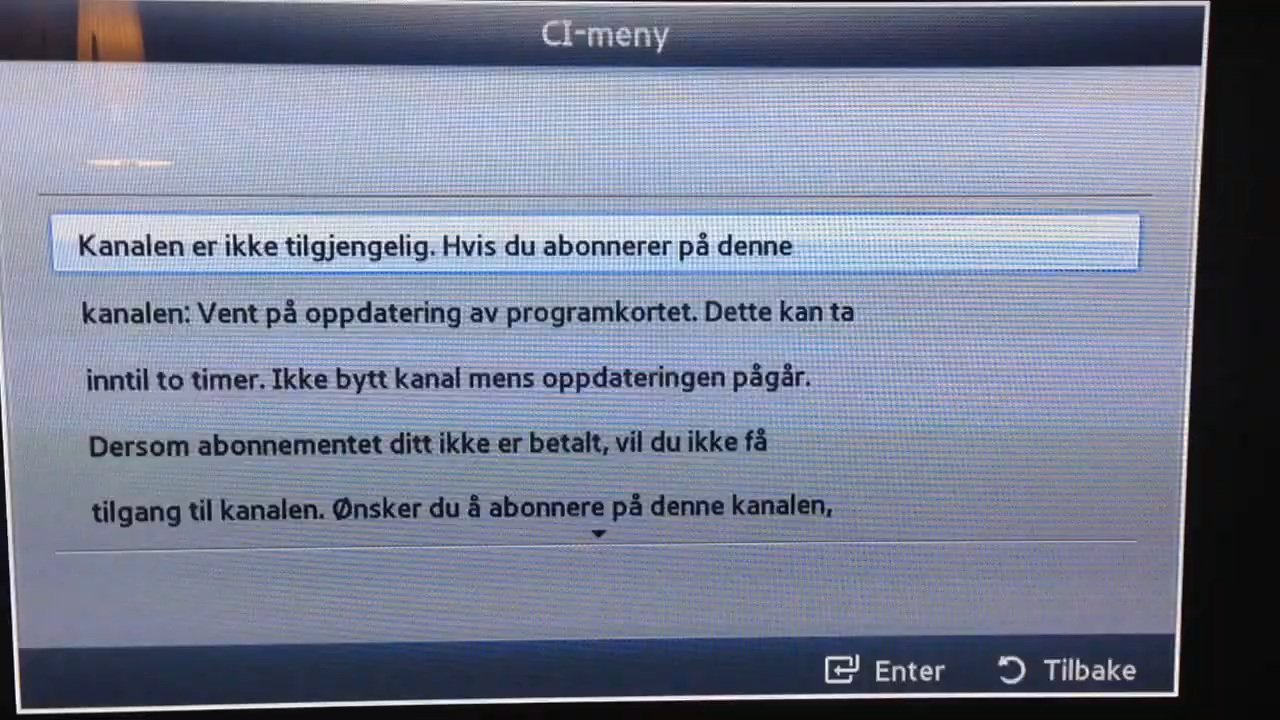 CI-meny
Kanalen er ikke tilgjengelig. Hvis du abonnerer på denne
kanalen: Vent på oppdatering av programkortet. Dette kan ta
inntil to timer. Ikke bytt kanal mens oppdateringen pågår.
Dersom abonnementet ditt ikke er betalt, vil du ikke få
tilgang til kanalen. Ønsker du å abonnere på denne kanalen,
Enter Tilbake